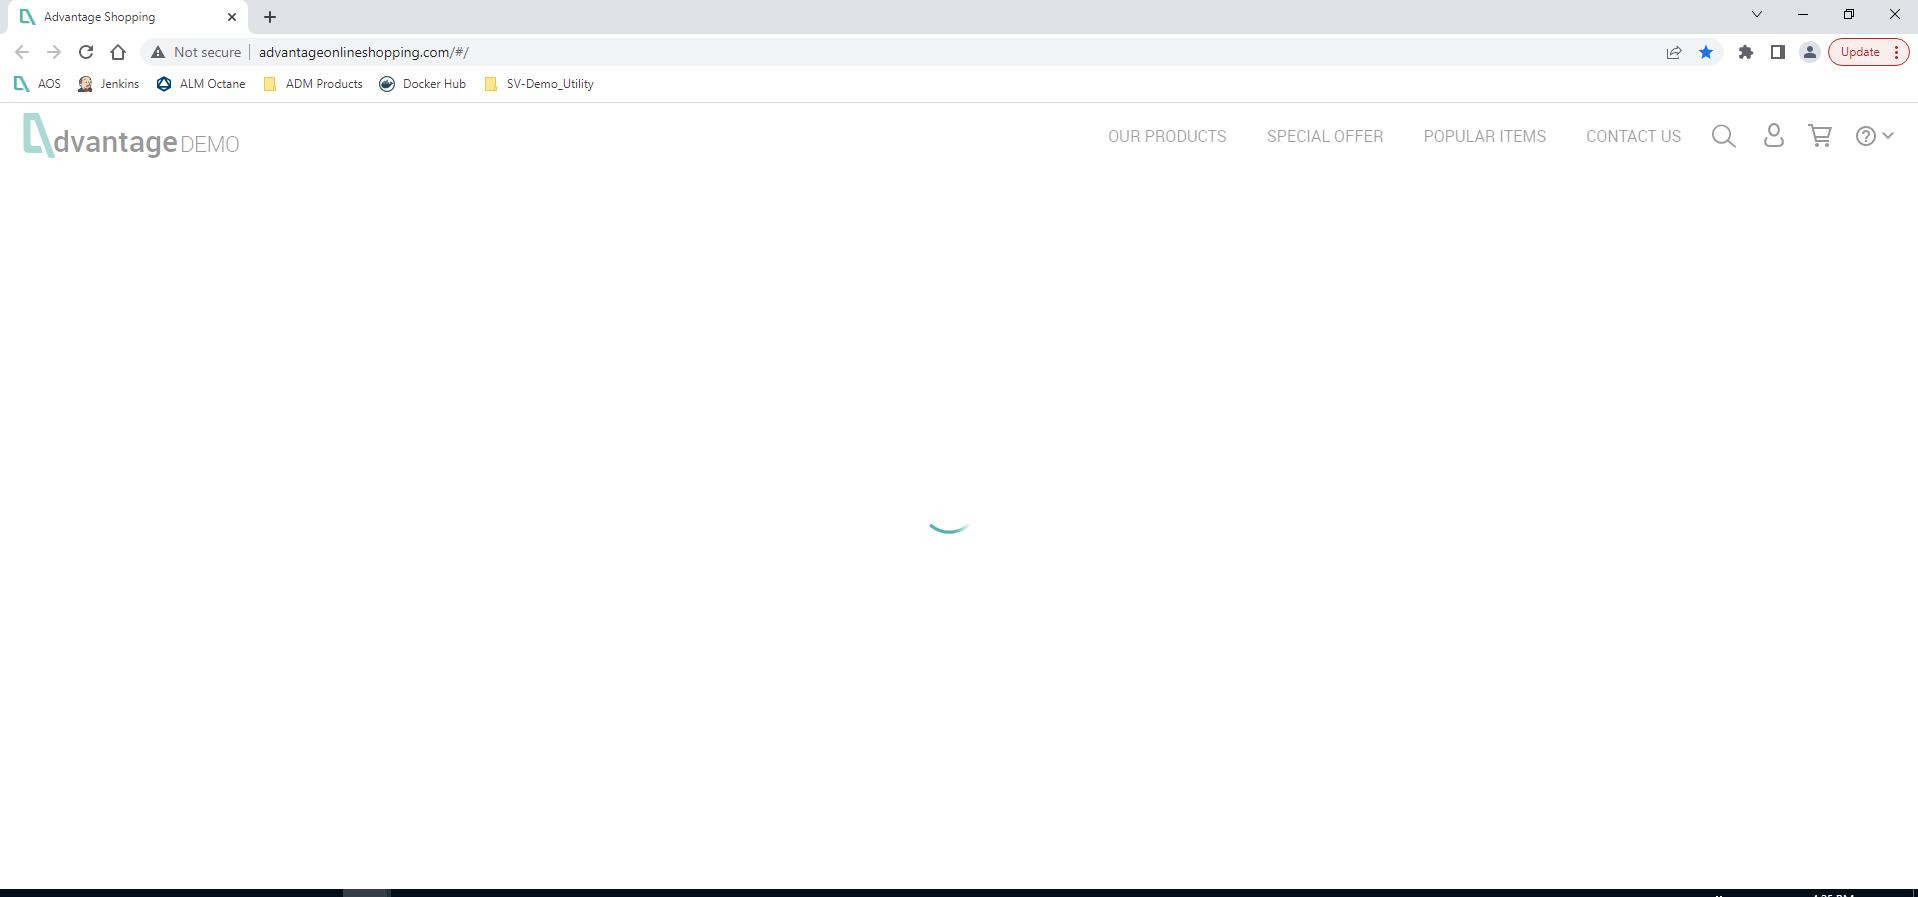 Advantage Shopping
Not secure advantageonlineshopping.com/#/ Update
AOS Jenkins ALM Octane ADM Products Docker Hub SV-Demo_Utility
dvantage DEMO OUR PRODUCTS SPECIAL OFFER POPULAR ITEMS CONTACT US ?